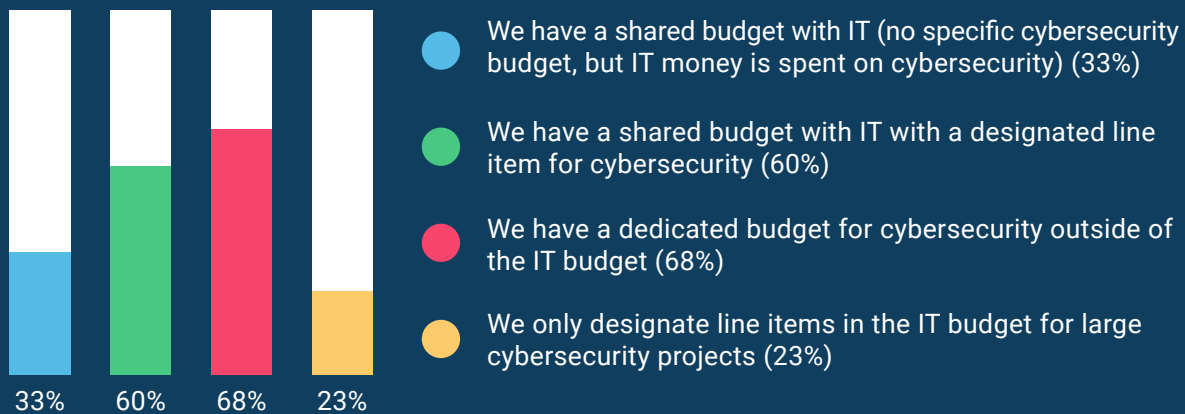 We have a shared budget with IT (no specific cybersecurity
budget, but IT money is spent on cybersecurity) (33%)
We have a shared budget with IT with a designated line
item for cybersecurity (60%)
We have a dedicated budget for cybersecurity outside of
the IT budget (68%)
We only designate line items in the IT budget for large
cybersecurity projects (23%)
33% 60% 68% 23%